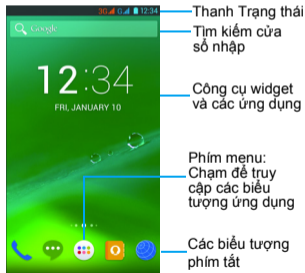 3G G 12:34
Google
12:34
FRI, JANUARY 10
Thanh Trạng thái
Tìm kiếm cửa
sổ nhập
Công cụ widget
và các ứng dụng
Phím menu:
Chạm để truy
cập các biểu
tượng ứng dụng
Các biểu tượng
phím tắt